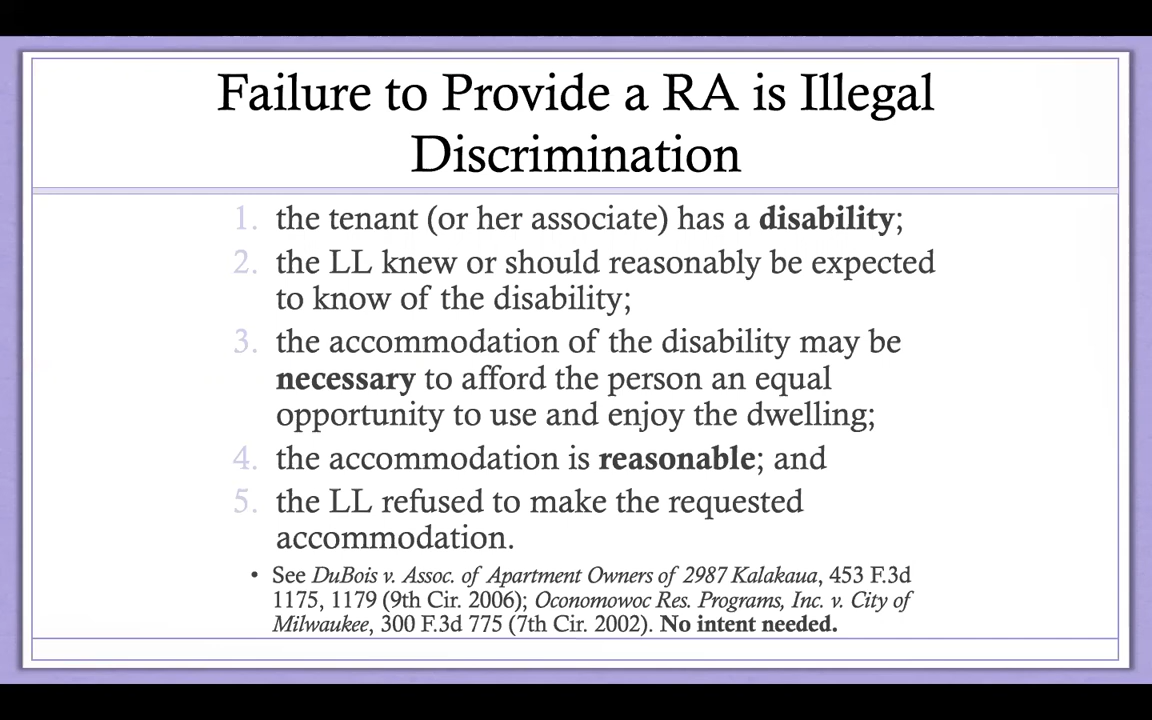 Failure to Provide a RA is Illegal
Discrimination
1. the tenant (or her associate) has a disability;
2. the LL knew or should reasonably be expected
to know of the disability;
3. the accommodation of the disability may be
necessary to afford the person an equal
opportunity to use and enjoy the dwelling;
4. the accommodation is reasonable; and
5. the LL refused to make the requested
accommodation.
• See DuBois v. Assoc. of Apartment Owners of 2987 Kalakaua, 453 F.3d
1175, 1179 (9th Cir. 2006); Oconomowoc Res. Programs, Inc. v. City of
Milwaukee, 300 F.3d 775 (7th Cir. 2002). No intent needed.